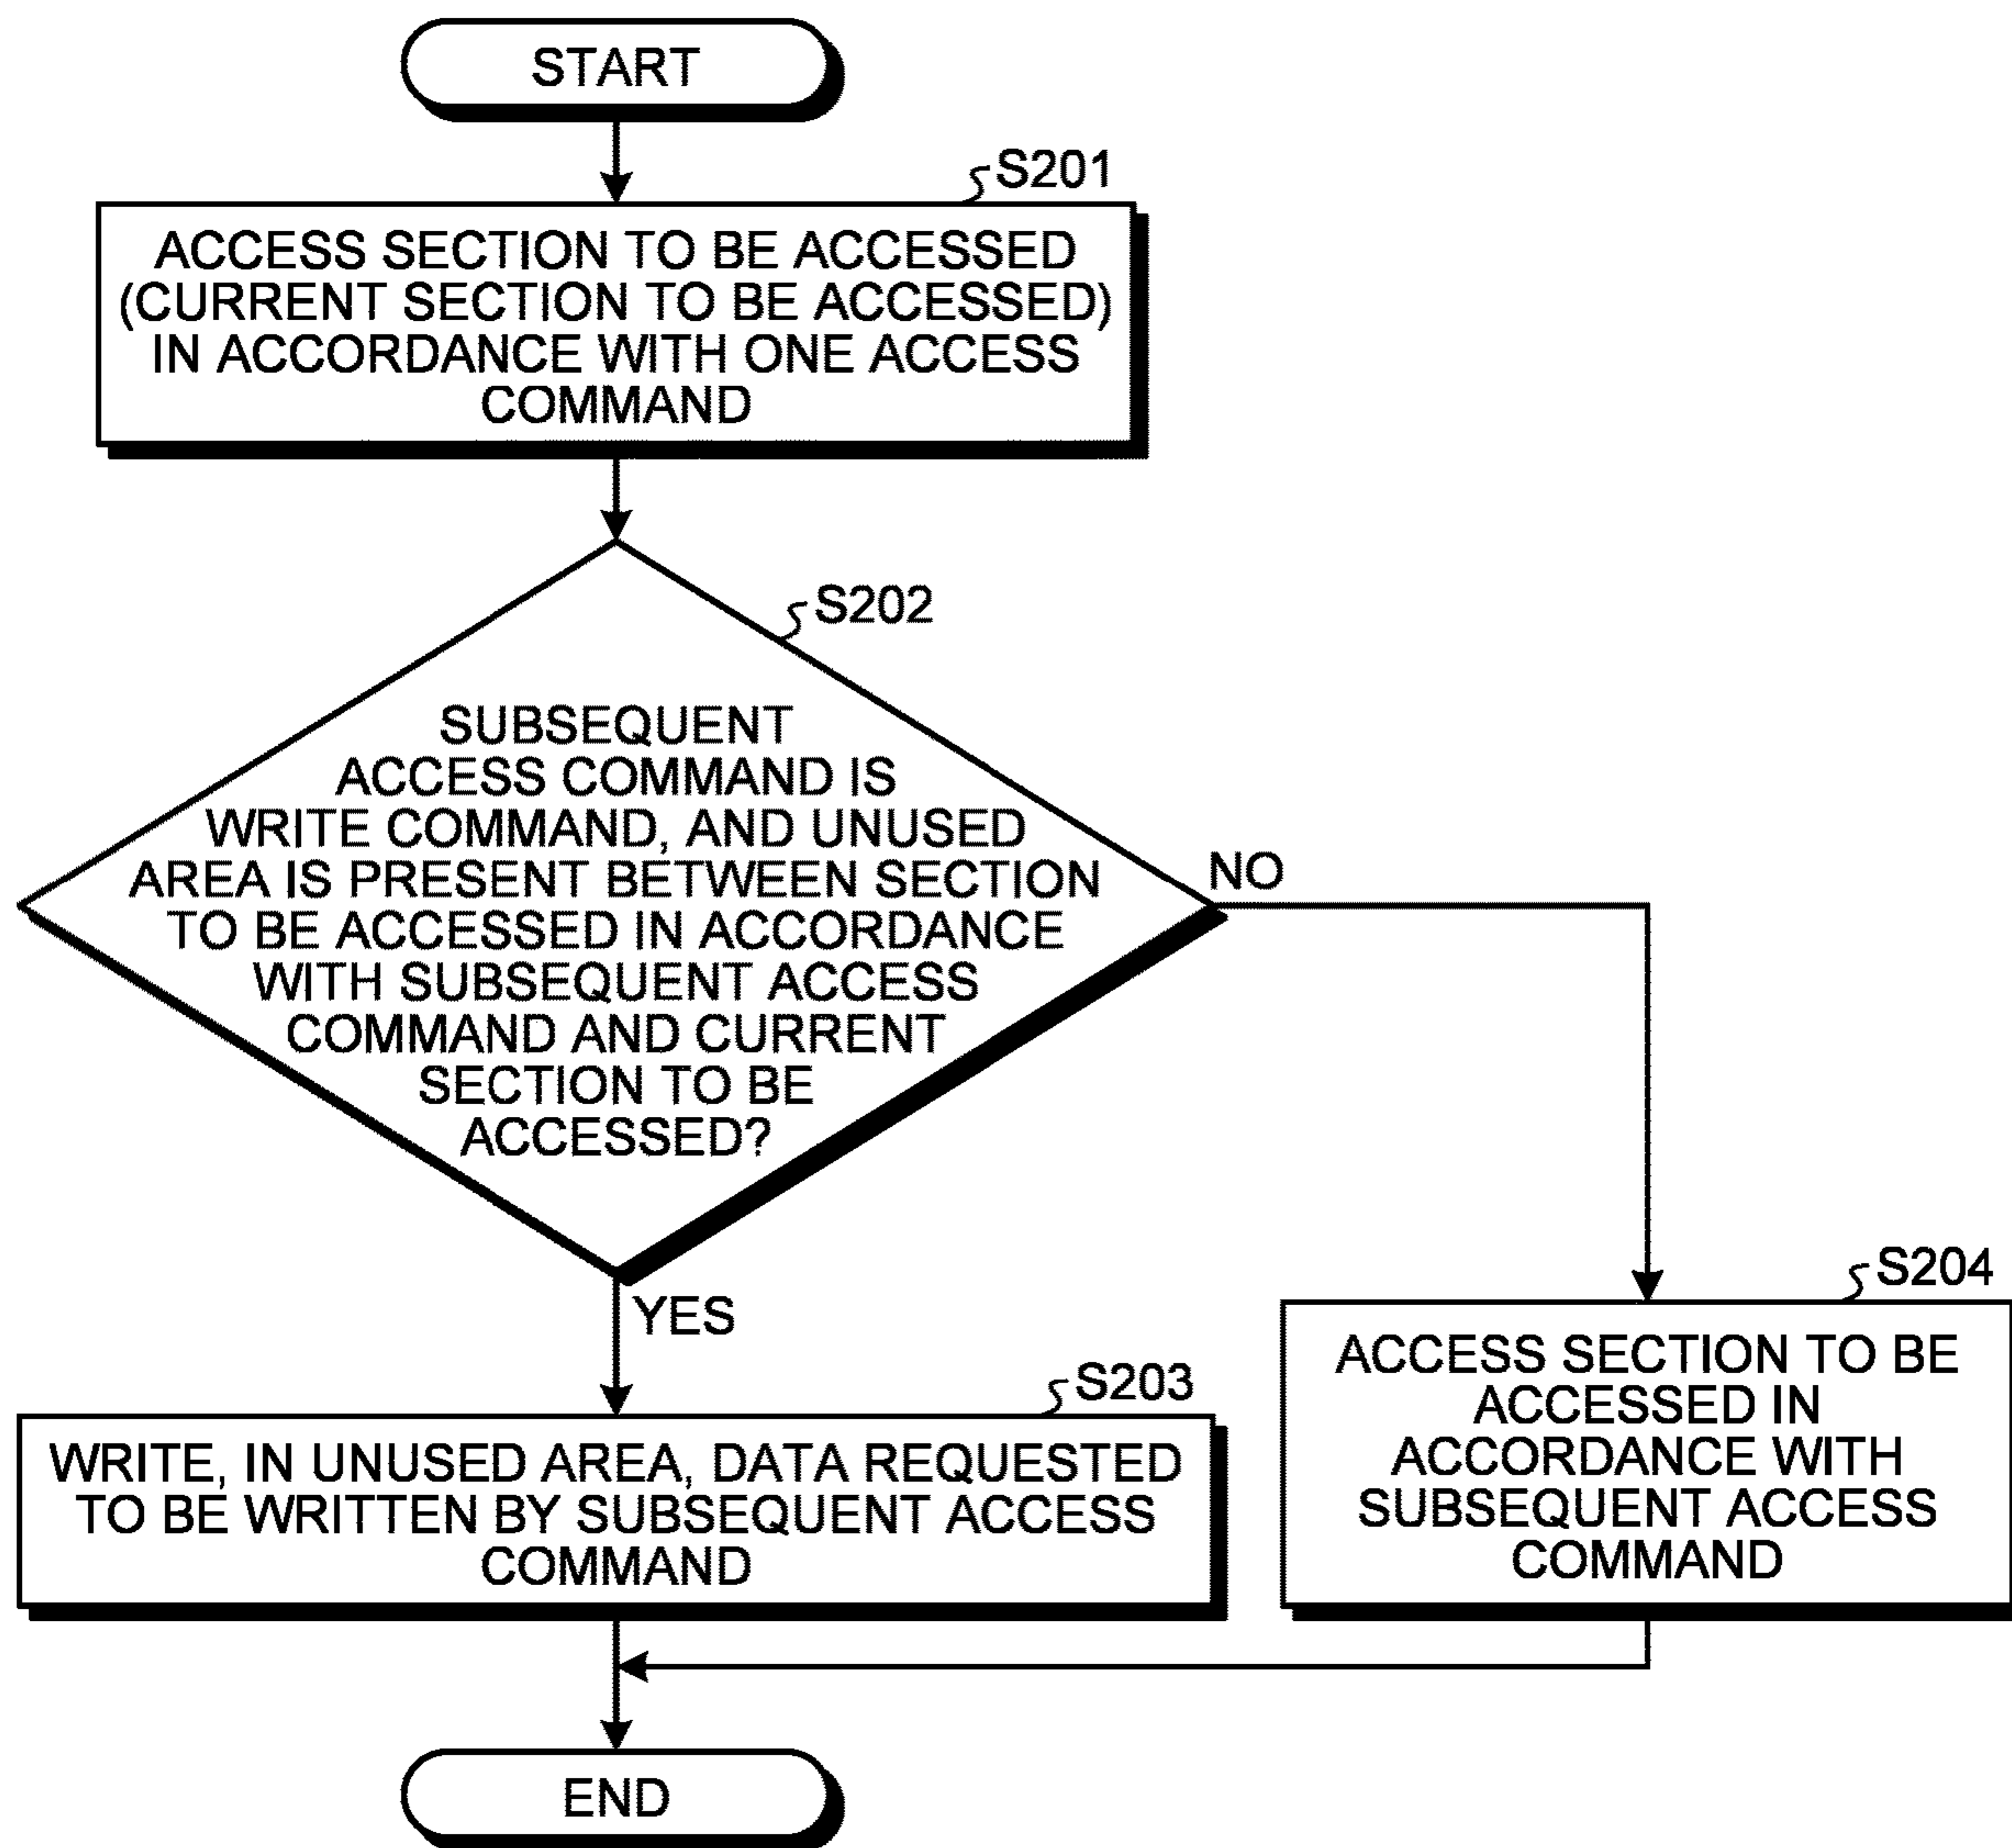 START
S201
ACCESS SECTION TO BE ACCESSED
(CURRENT SECTION TO BE ACCESSED)
IN ACCORDANCE WITH ONE ACCESS
COMMAND
S202
SUBSEQUENT
ACCESS COMMAND IS
WRITE COMMAND, AND UNUSED
AREA IS PRESENT BETWEEN SECTION
TO BE ACCESSED IN ACCORDANCE
WITH SUBSEQUENT ACCESS
COMMAND AND CURRENT
SECTION TO BE
ACCESSED?
NO
YES
S203
WRITE, IN UNUSED AREA, DATA REQUESTED
TO BE WRITTEN BY SUBSEQUENT ACCESS
COMMAND
S204
ACCESS SECTION TO BE
ACCESSED IN
ACCORDANCE WITH
SUBSEQUENT ACCESS
COMMAND
END